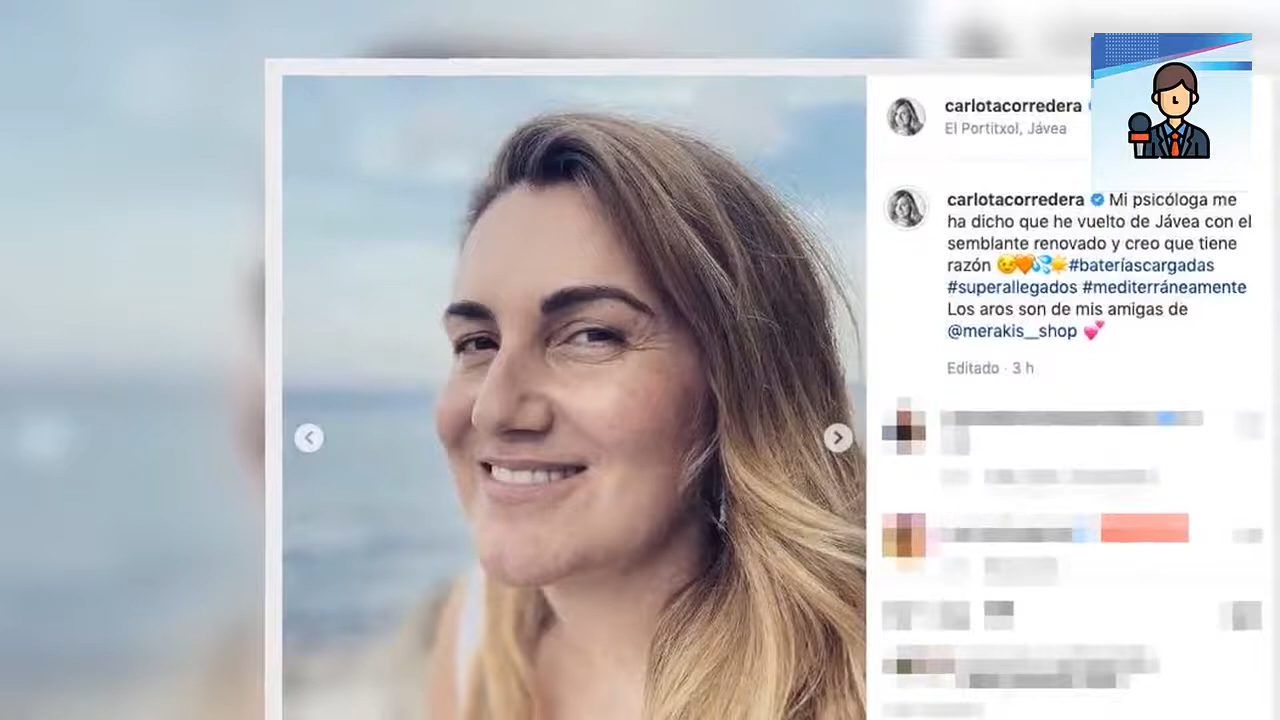 carlotacorredera
El Portitxol, Jávea
carlotacorredera Mi psicóloga me
ha dicho que he vuelto de Jávea con el
semblante renovado y creo que tiene
razón 😉🧡💦☀️#bateríascargadas
#superallegados #mediterráneamente
Los aros son de mis amigas de
@merakis__shop 💕
Editado · 3 h